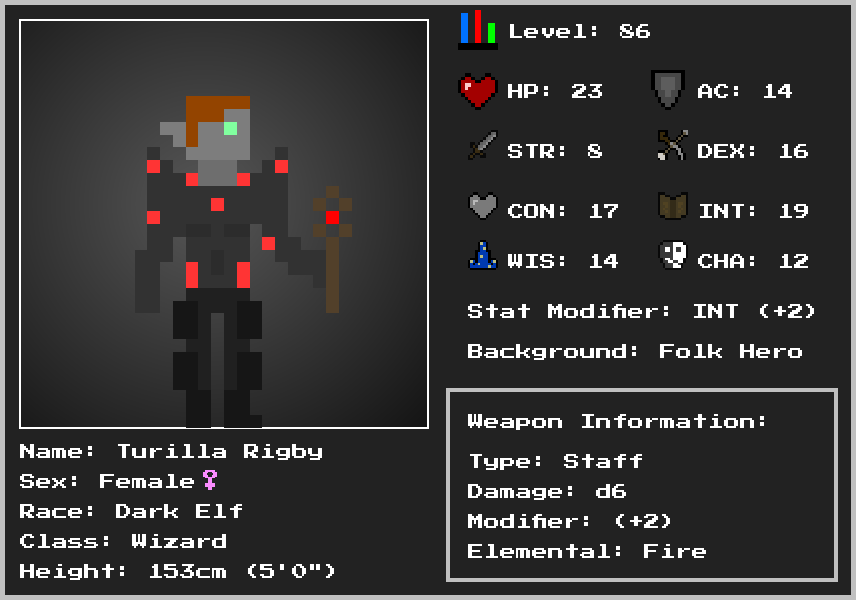 Level: 86
HP: 23
AC: 14
STR: 8
DEX: 16
CON: 17
INT: 19
WIS: 14
CHA: 12
Stat Modifier: INT (+2)
Background: Folk Hero
Weapon Information:
Type: Staff
Damage: d6
Modifier: (+2)
Elemental: Fire
Name: Turilla Rigby
Sex: Female♀
Race: Dark Elf
Class: Wizard
Height: 153cm (5'0")